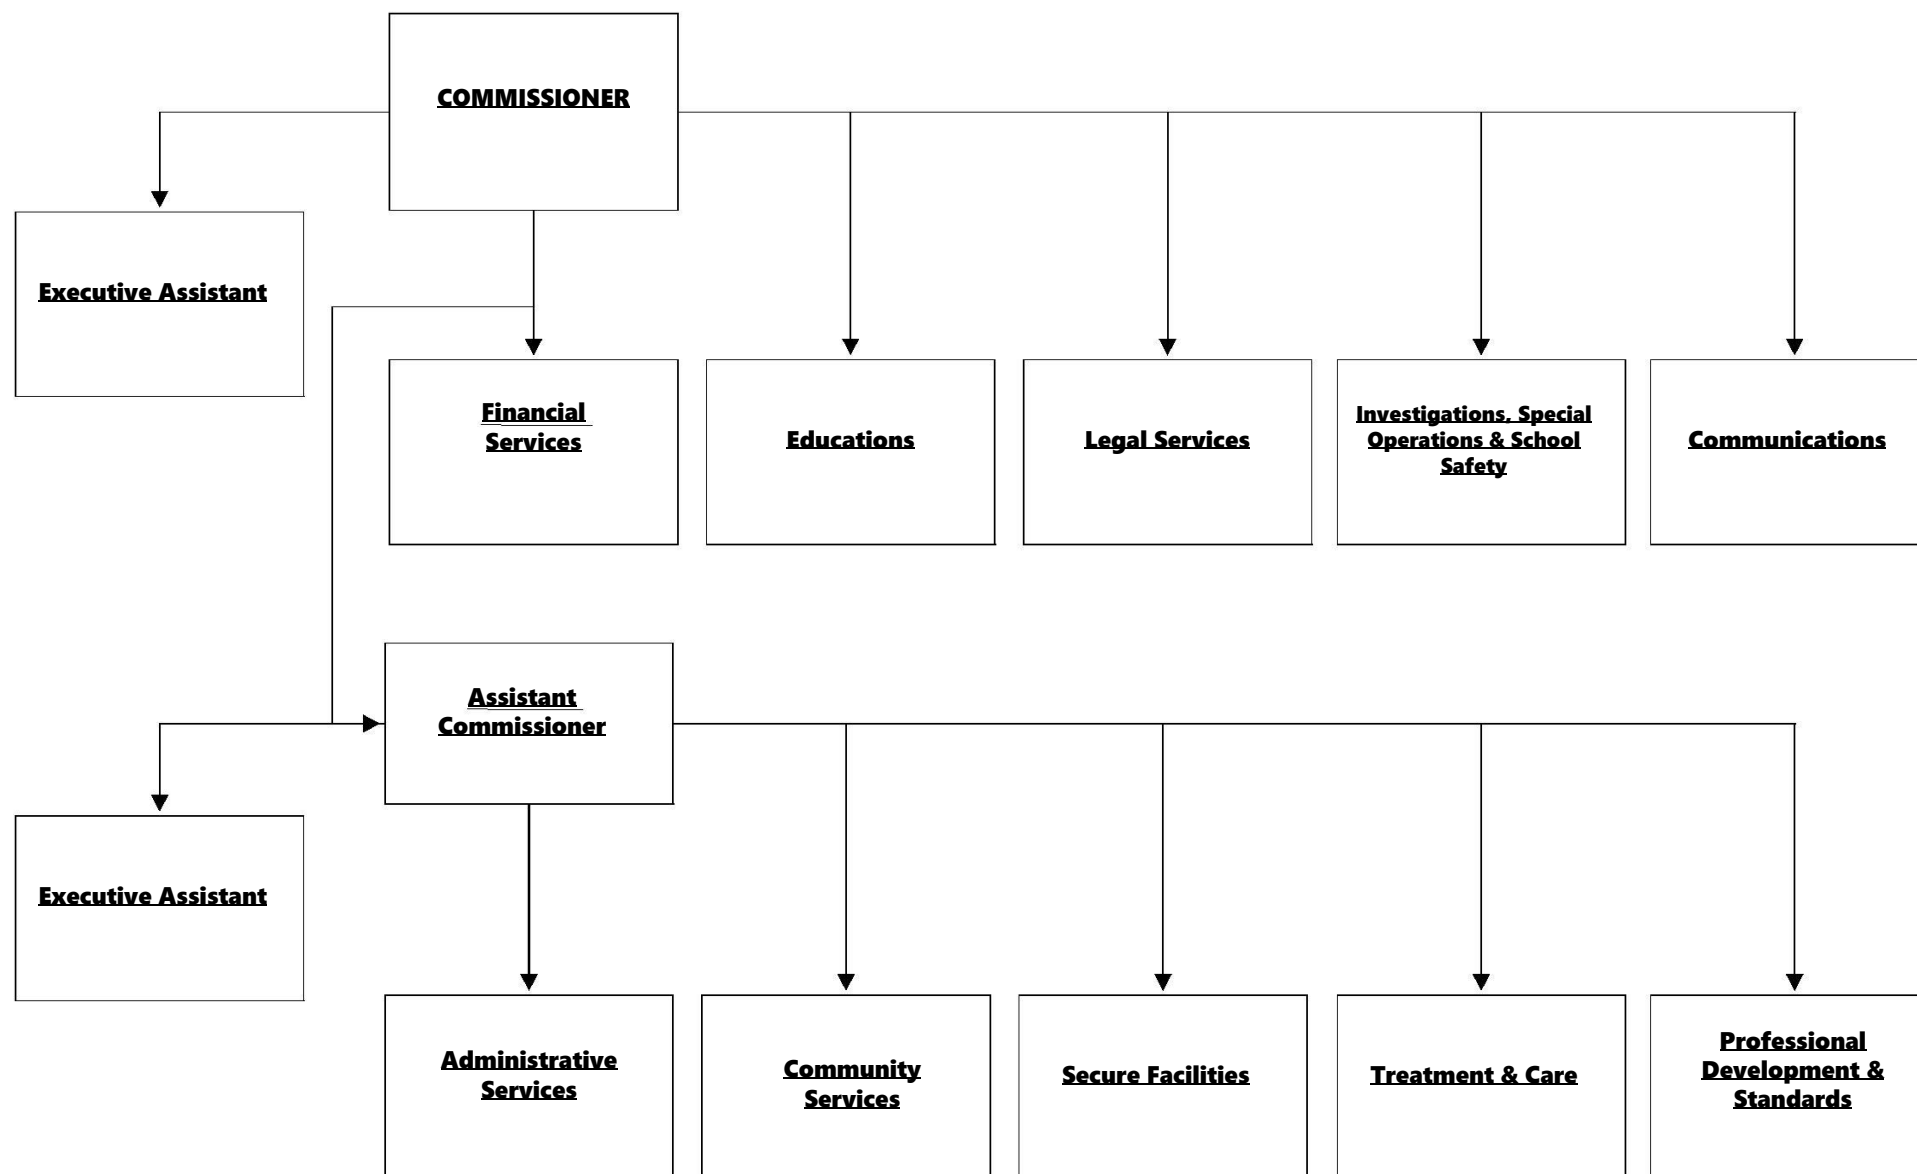 COMMISSIONER
Executive Assistant
Financial
Services
Educations
Legal Services
Investigations, Special
Operations & School
Safety
Communications
Assistant
Commissioner
Executive Assistant
Administrative
Services
Community
Services
Secure Facilities
Treatment & Care
Professional
Development &
Standards